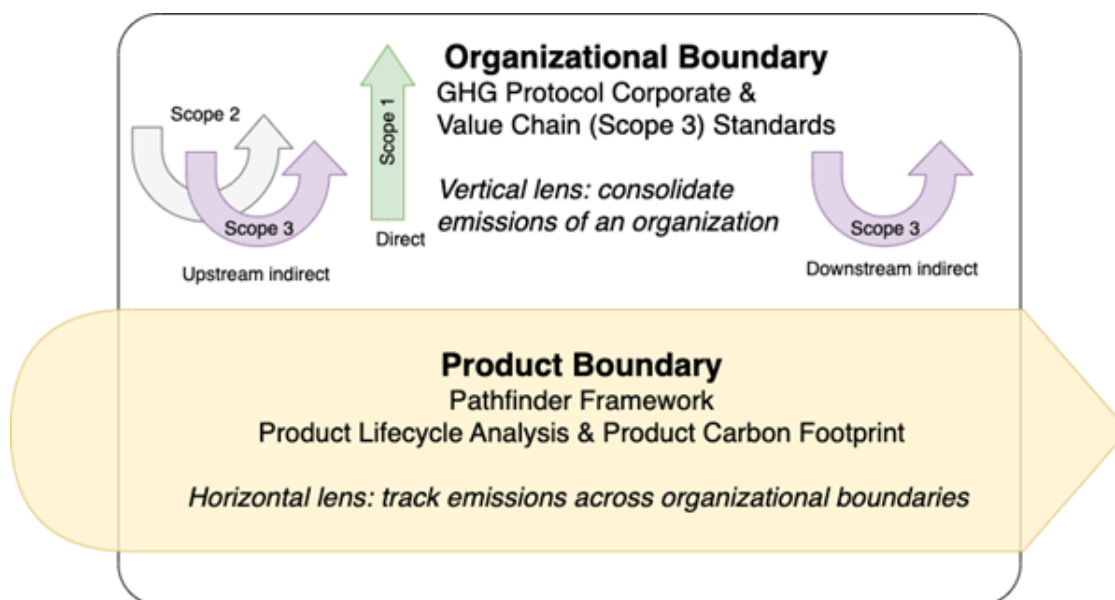 Organizational Boundary
GHG Protocol Corporate &
Value Chain (Scope 3) Standards
Vertical lens: consolidate
emissions of an organization
Scope 2
Scope 3
Upstream indirect
Scope 1
Direct
Scope 3
Downstream indirect
Product Boundary
Pathfinder Framework
Product Lifecycle Analysis & Product Carbon Footprint
Horizontal lens: track emissions across organizational boundaries